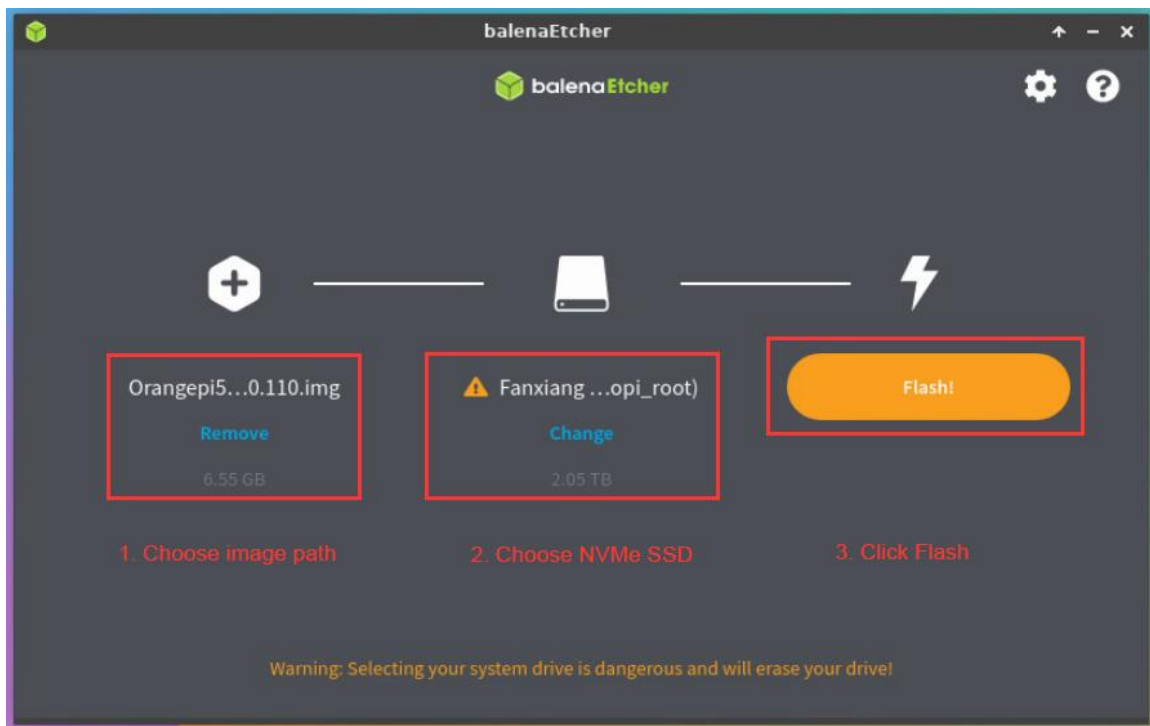 balenaEtcher
balenaEtcher
Orangepi5...0.110.img
Fanxiang ...opi_root)
Flash!
Remove
Change
6.55 GB
2.05 TB
1. Choose image path
2. Choose NVMe SSD
3. Click Flash
Warning: Selecting your system drive is dangerous and will erase your drive!